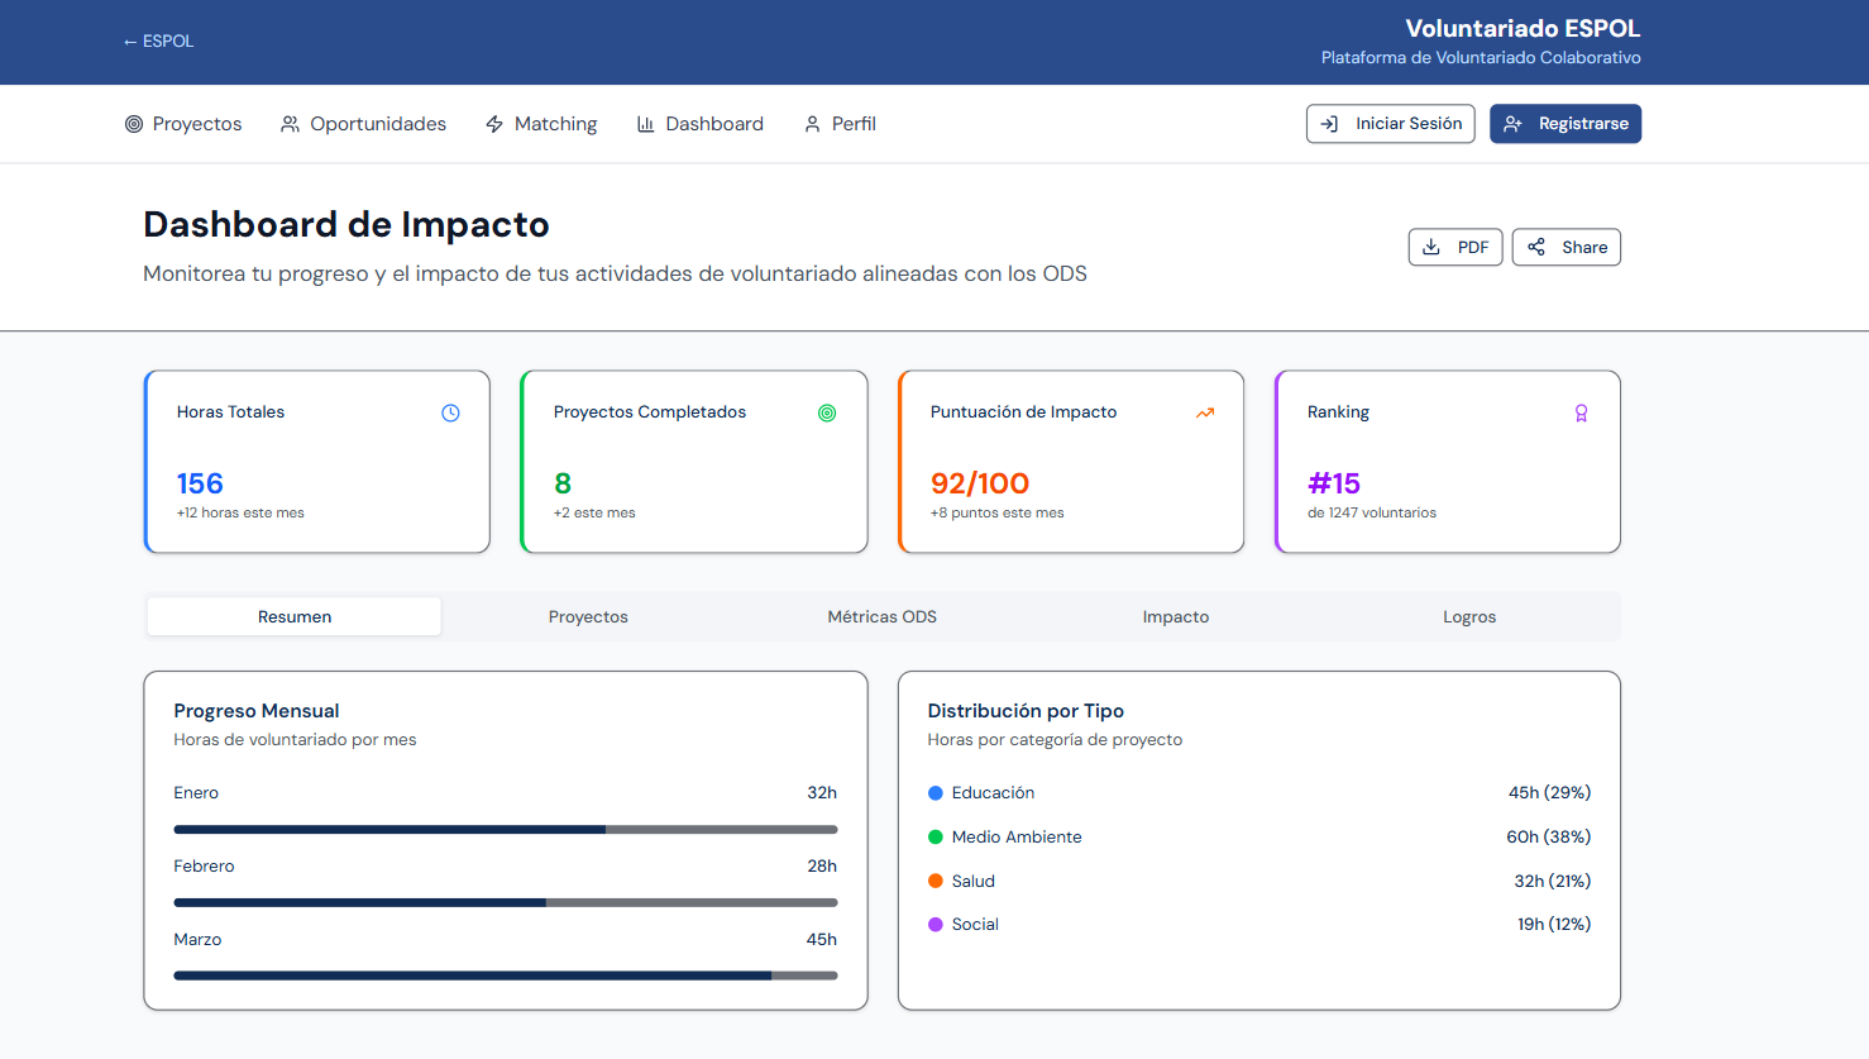 ← ESPOL
Voluntariado ESPOL
Plataforma de Voluntariado Colaborativo
Proyectos
Oportunidades
Matching
Dashboard
Perfil
Iniciar Sesión
Registrarse
Dashboard de Impacto
Monitorea tu progreso y el impacto de tus actividades de voluntariado alineadas con los ODS
PDF
Share
Horas Totales
156
+12 horas este mes
Proyectos Completados
8
+2 este mes
Puntuación de Impacto
92/100
+8 puntos este mes
Ranking
#15
de 1247 voluntarios
Resumen
Proyectos
Métricas ODS
Impacto
Logros
Progreso Mensual
Horas de voluntariado por mes
Enero 32h
Febrero 28h
Marzo 45h
Distribución por Tipo
Horas por categoría de proyecto
Educación 45h (29%)
Medio Ambiente 60h (38%)
Salud 32h (21%)
Social 19h (12%)